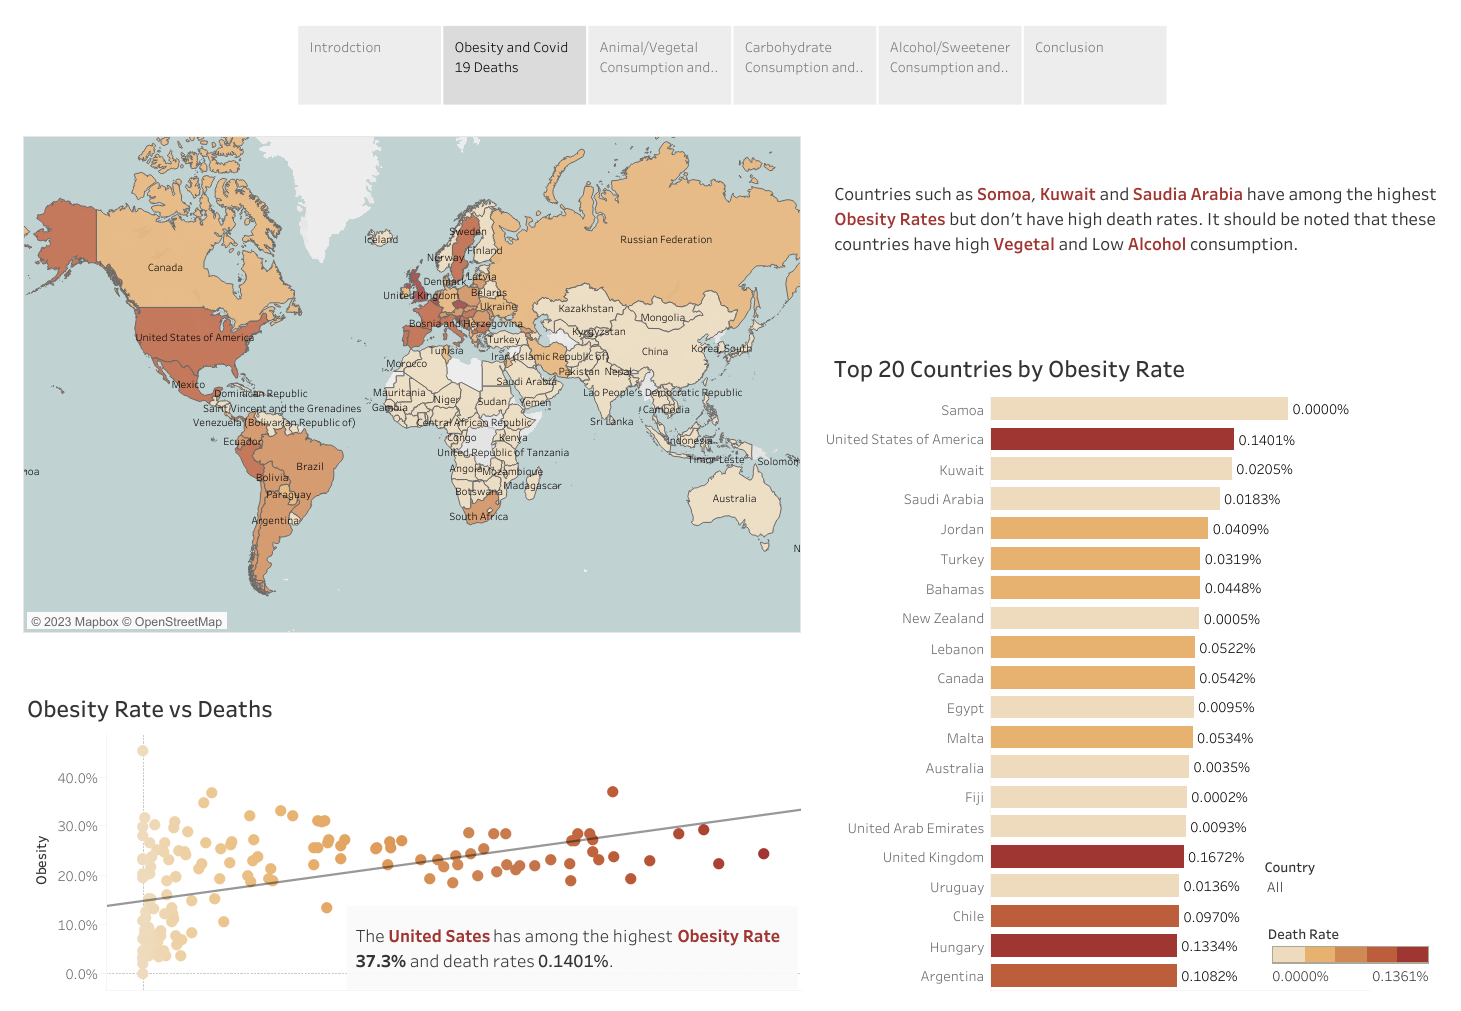 Introdction
Obesity and Covid
19 Deaths
Animal/Vegetal
Consumption and..
Carbohydrate
Consumption and..
Alcohol/Sweetener
Consumption and..
Conclusion
Countries such as Somoa, Kuwait and Saudia Arabia have among the highest
Obesity Rates but don't have high death rates. It should be noted that these
countries have high Vegetal and Low Alcohol consumption.
Sweden
Iceland
Russian Federation
Finland
Norway
Canada
Latvia
Denmark
Belarus
United Kingdom
Ukraine
Kazakhstan
Mongolia
Bosnia and Herzegovina
Kyrgyzstan
United States of America
Turkey
Korea, South
Tunisia
China
Iran (Islamic Republic of)
Morocco
Pakistan
Nepal
Saudi Arabia
Mexico
Dominican Republic
Mauritania
Lao People's Democratic Republic
Niger
Sudan
Yemen
Saint Vincent and the Grenadines
Gambia
Cambodia
Venezuela (Bolivarian Republic of)
Central African Republic
Sri Lanka
Ecuador
Congo
Kenya
Indonesia
United Republic of Tanzania
Timor-Leste
Solomon
Brazil
Angola
Mozambique
noa
Bolivia
Madagascar
Paraguay
Botswana
Australia
Argentina
South Africa
N
© 2023 Mapbox © OpenStreetMap
Top 20 Countries by Obesity Rate
Samoa 0.0000%
United States of America 0.1401%
Kuwait 0.0205%
Saudi Arabia 0.0183%
Jordan 0.0409%
Turkey 0.0319%
Bahamas 0.0448%
New Zealand 0.0005%
Lebanon 0.0522%
Canada 0.0542%
Egypt 0.0095%
Malta 0.0534%
Australia 0.0035%
Fiji 0.0002%
United Arab Emirates 0.0093%
United Kingdom 0.1672%
Uruguay 0.0136%
Chile 0.0970%
Hungary 0.1334%
Argentina 0.1082%
Country
All
Death Rate
0.0000% 0.1361%
Obesity Rate vs Deaths
Obesity
40.0%
30.0%
20.0%
10.0%
0.0%
The United Sates has among the highest Obesity Rate
37.3% and death rates 0.1401%.